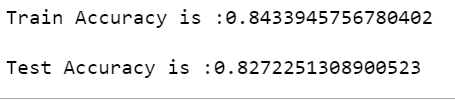 Train Accuracy is :0.8433945756780402
Test Accuracy is :0.8272251308900523